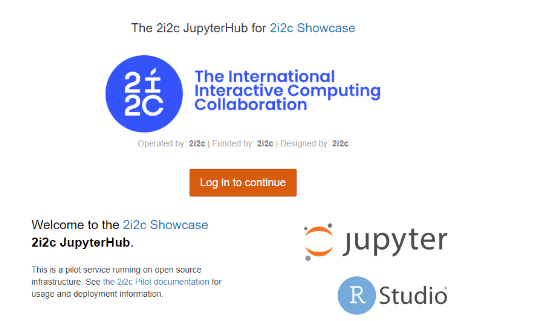 The 2i2c JupyterHub for 2i2c Showcase
2i
2C
The International
Interactive Computing
Collaboration
Operated by: 2i2c | Funded by: 2i2c | Designed by: 2i2c
Log in to continue
Welcome to the 2i2c Showcase
2i2c JupyterHub.
This is a pilot service running on open source
infrastructure. See the 2i2c Pilot documentation for
usage and deployment information.
jupyter
R Studio®